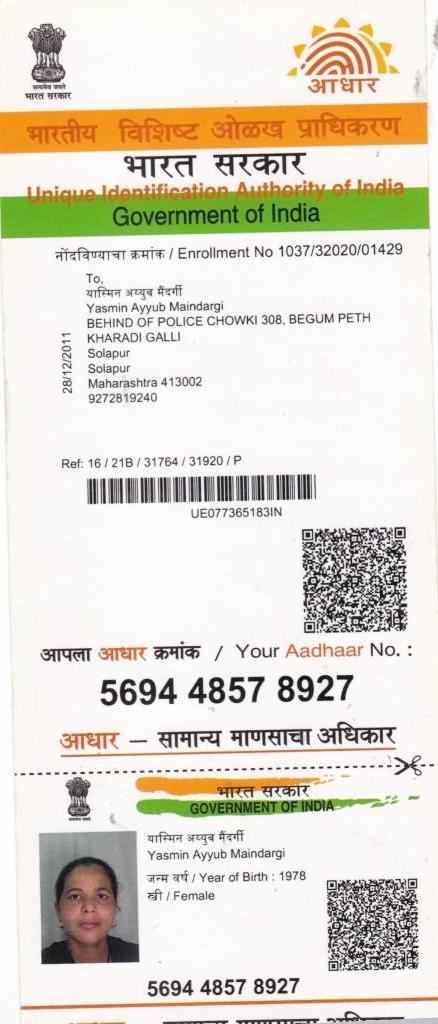 सत्यमेव जयते
भारत सरकार
आधार
भारतीय विशिष्ट ओळख प्राधिकरण
भारत सरकार
Unique Identification Authority of India
Government of India
नोंदविण्याचा क्रमांक / Enrollment No 1037/32020/01429
To,
यास्मिन अय्युब मैंदर्गी
Yasmin Ayyub Maindargi
BEHIND OF POLICE CHOWKI 308, BEGUM PETH
KHARADI GALLI
Solapur
Solapur
Maharashtra 413002
9272819240
28/12/2011
Ref: 16 / 21B / 31764 / 31920 / P
UE077365183IN
आपला आधार क्रमांक / Your Aadhaar No. :
5694 4857 8927
आधार — सामान्य माणसाचा अधिकार
भारत सरकार
GOVERNMENT OF INDIA
यास्मिन अय्युब मैंदर्गी
Yasmin Ayyub Maindargi
जन्म वर्ष / Year of Birth : 1978
स्त्री / Female
5694 4857 8927